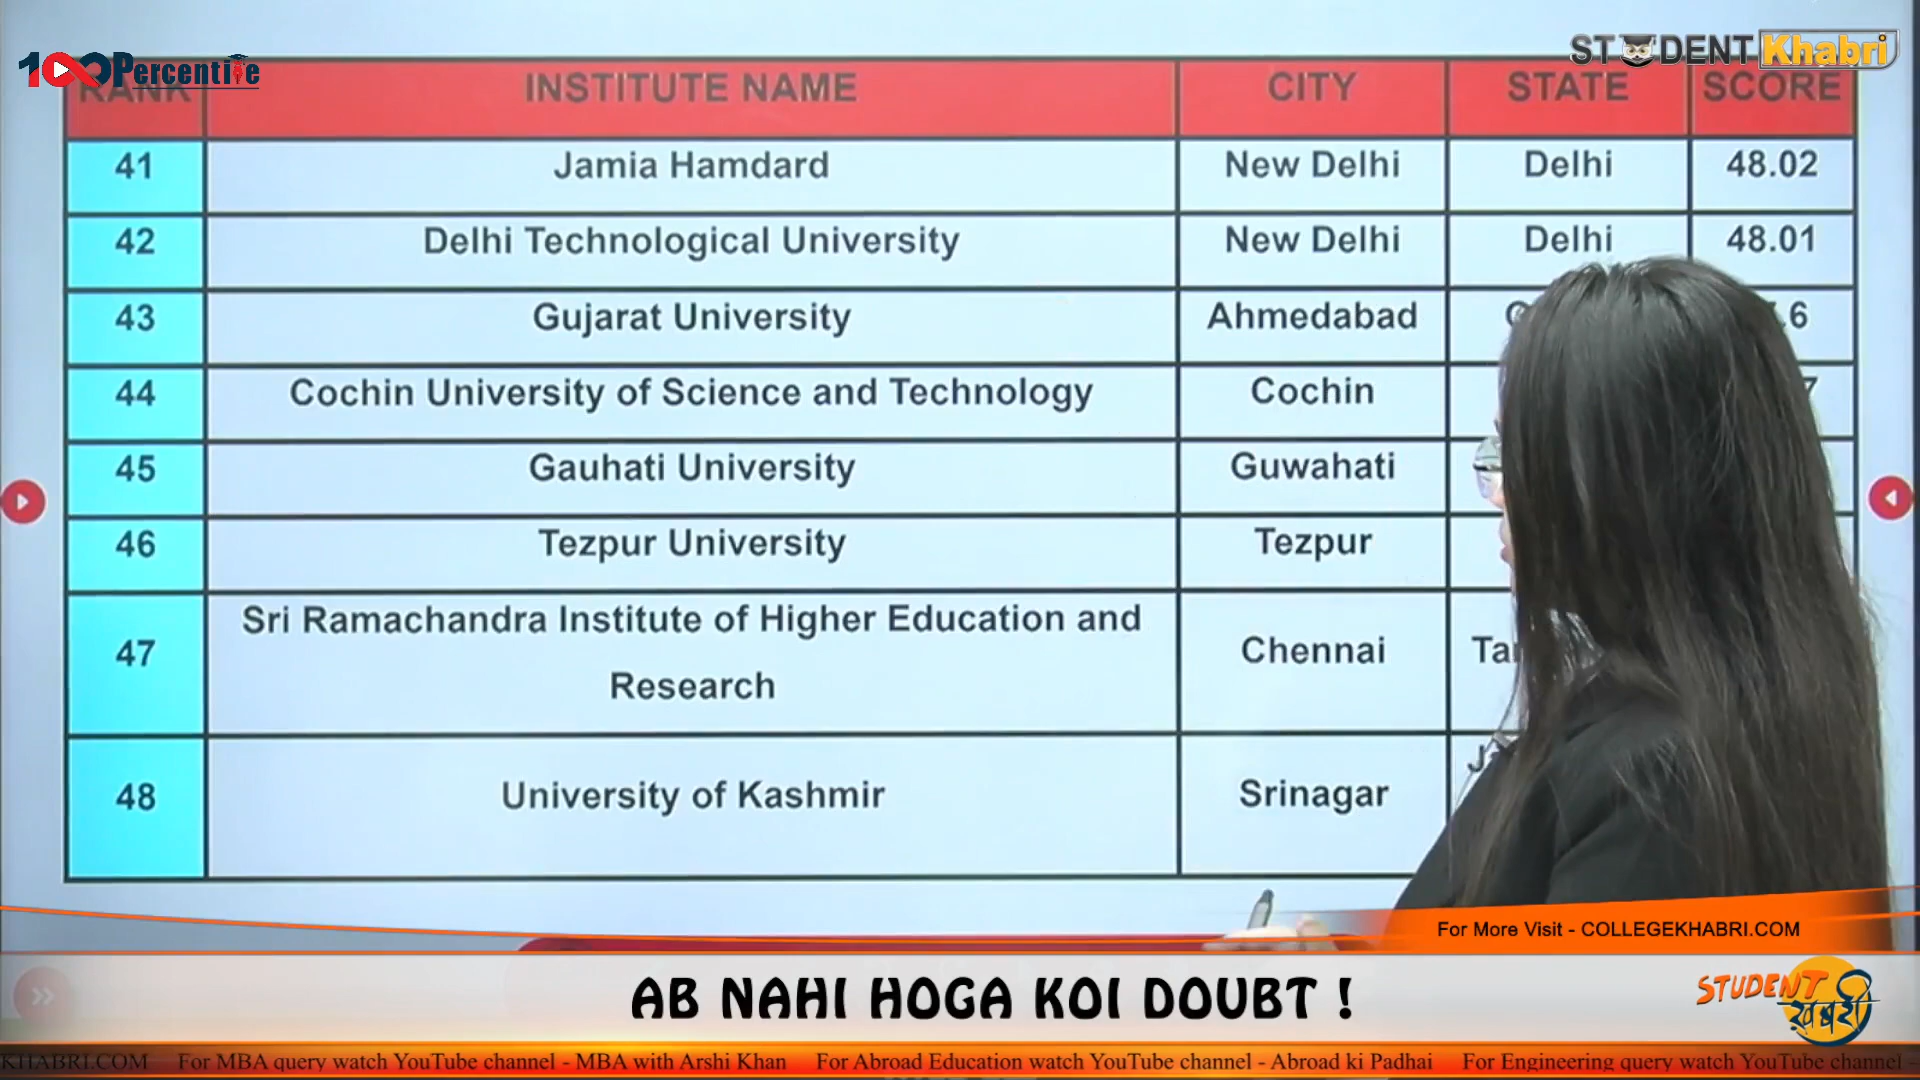 100Percentile
STUDENT Khabri
RANK INSTITUTE NAME CITY STATE SCORE
41 Jamia Hamdard New Delhi Delhi 48.02
42 Delhi Technological University New Delhi Delhi 48.01
43 Gujarat University Ahmedabad
44 Cochin University of Science and Technology Cochin
45 Gauhati University Guwahati
46 Tezpur University Tezpur
47 Sri Ramachandra Institute of Higher Education and Research Chennai
48 University of Kashmir Srinagar
For More Visit - COLLEGEKHABRI.COM
AB NAHI HOGA KOI DOUBT !
STUDENT
ख़बरी
KHABRI.COM For MBA query watch YouTube channel - MBA with Arshi Khan For Abroad Education watch YouTube channel - Abroad ki Padhai For Engineering query watch YouTube channel -